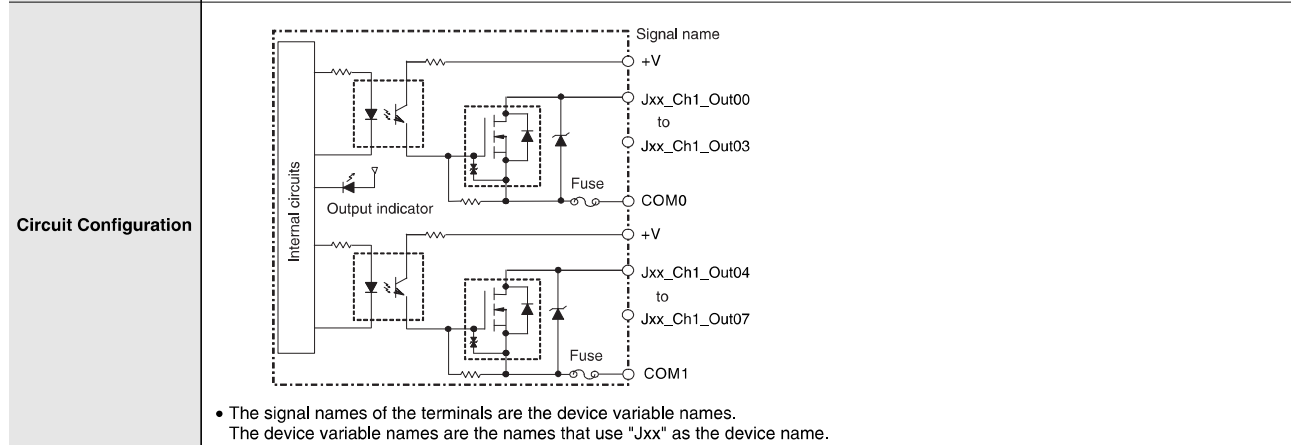 Circuit Configuration
Signal name
+V
Jxx_Ch1_Out00
to
Jxx_Ch1_Out03
Internal circuits
Output indicator
Fuse
COM0
+V
Jxx_Ch1_Out04
to
Jxx_Ch1_Out07
Fuse
COM1
• The signal names of the terminals are the device variable names.
The device variable names are the names that use "Jxx" as the device name.